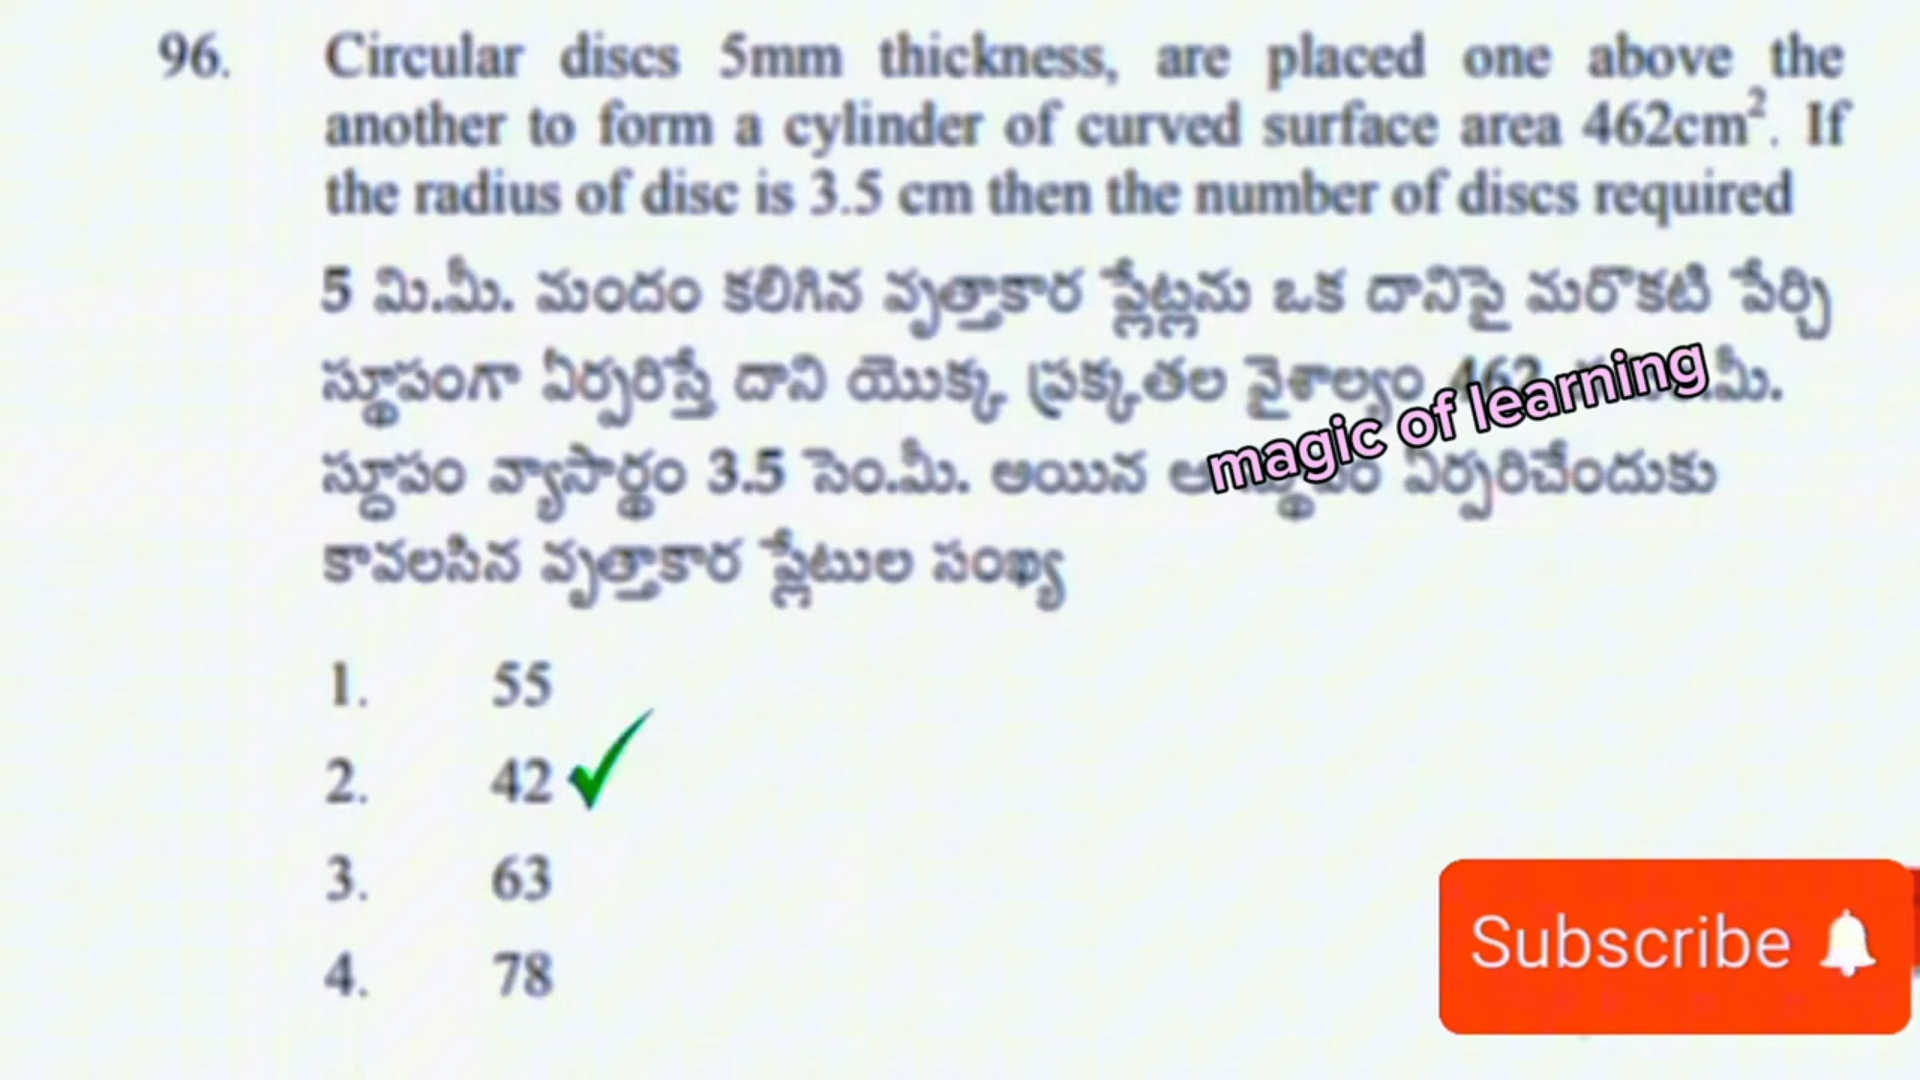 96. Circular discs 5mm thickness, are placed one above the
another to form a cylinder of curved surface area 462cm². If
the radius of disc is 3.5 cm then the number of discs required
5 మి.మీ. మందం కలిగిన వృత్తాకార ప్లేట్లను ఒక దానిపై మరొకటి పేర్చి
స్థూపంగా ఏర్పరిస్తే దాని యొక్క ప్రక్కతల వైశాల్యం 462 మీ.
స్థూపం వ్యాసార్థం 3.5 సెం.మీ. అయిన ఏర్పరిచేందుకు
కావలసిన వృత్తాకార ప్లేటుల సంఖ్య
magic of learning
1. 55
2. 42
3. 63
4. 78
Subscribe